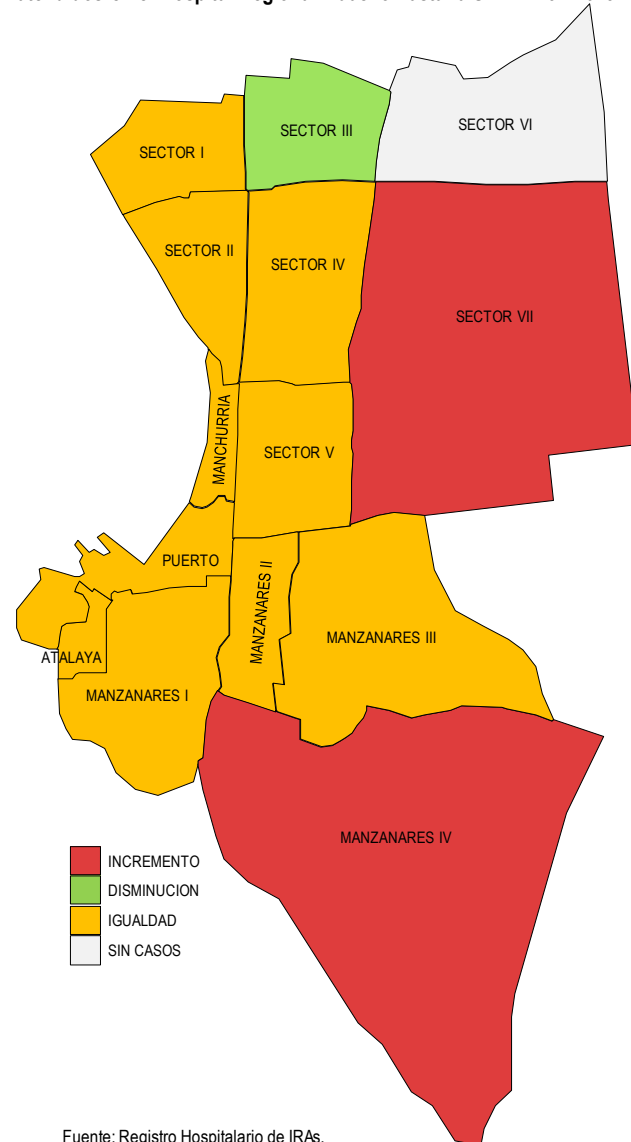 SECTOR VI
SECTOR III
SECTOR I
SECTOR II
SECTOR IV
SECTOR VII
MANCHURRIA
SECTOR V
PUERTO
MANZANARES II
MANZANARES III
ATALAYA
MANZANARES I
MANZANARES IV
INCREMENTO
DISMINUCION
IGUALDAD
SIN CASOS
Fuente: Registro Hospitalario de IRAs.